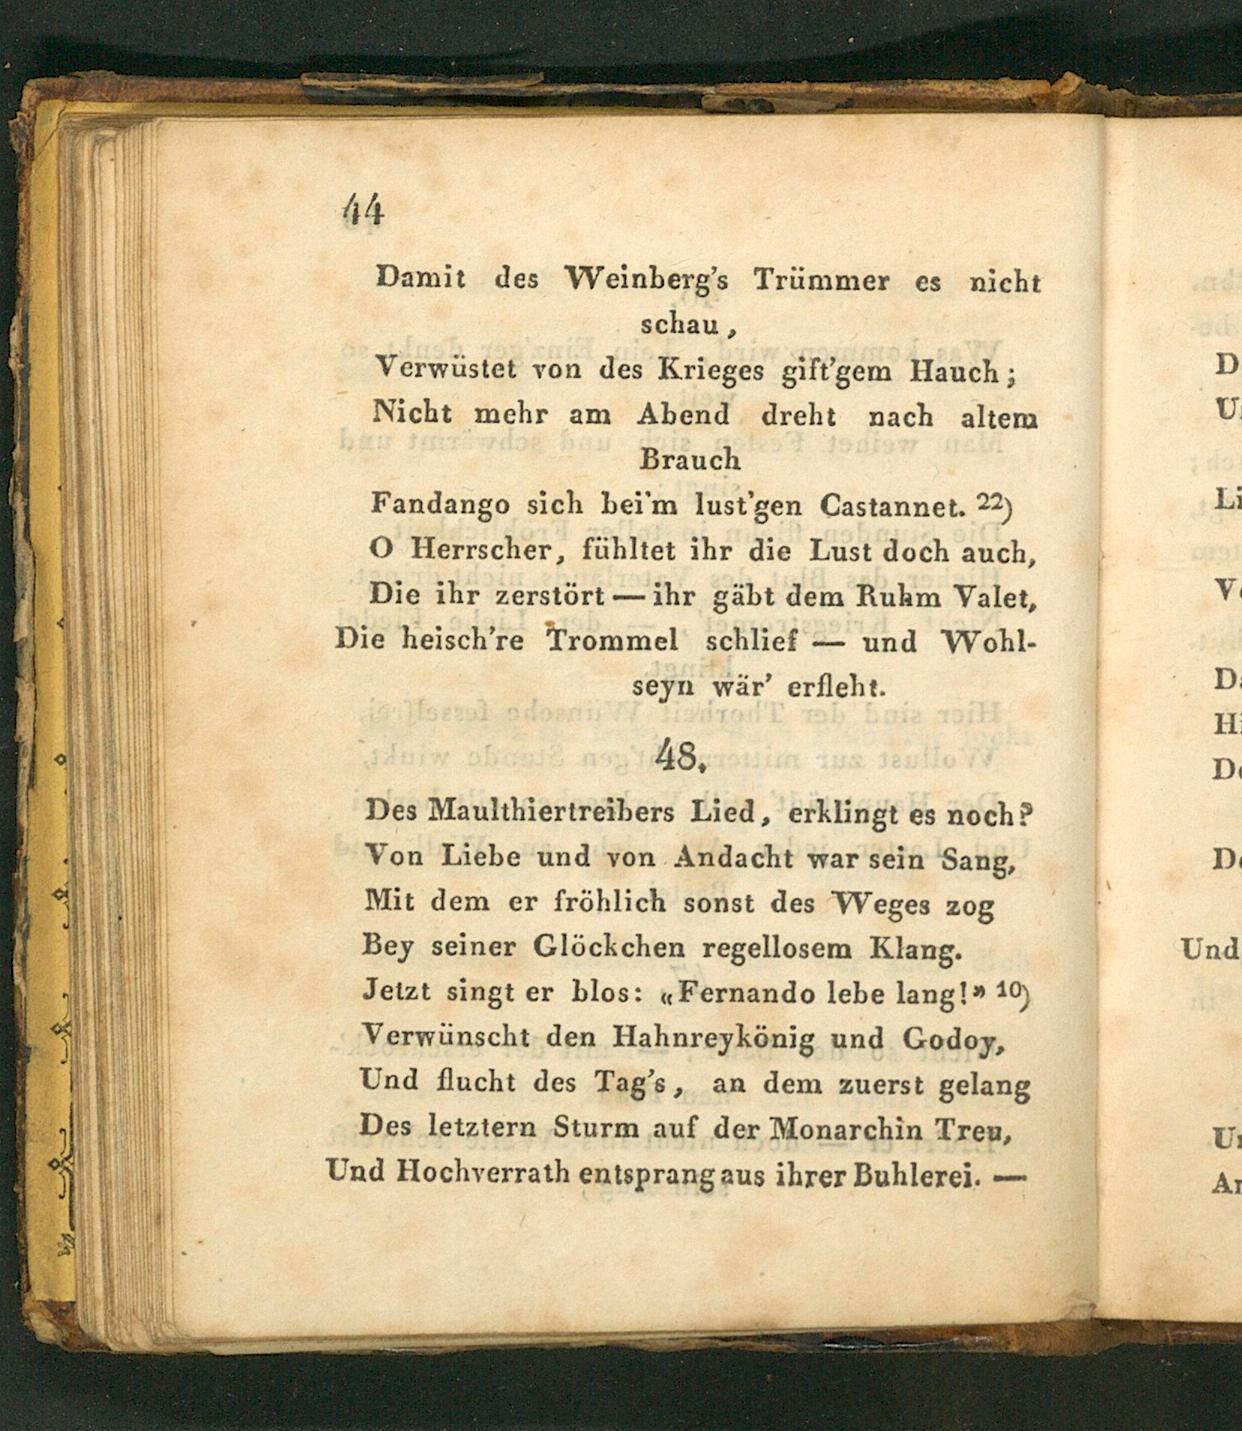 44
Damit des Weinberg's Trümmer es nicht
schau,
Verwüstet von des Krieges gift'gem Hauch;
Nicht mehr am Abend dreht nach altem
Brauch
Fandango sich bei'm lust'gen Castannet. 22)
O Herrscher, fühltet ihr die Lust doch auch,
Die ihr zerstört — ihr gäbt dem Ruhm Valet,
Die heisch're Trommel schlief — und Wohl-
seyn wär' erfleht.
48.
Des Maulthiertreibers Lied, erklingt es noch?
Von Liebe und von Andacht war sein Sang,
Mit dem er fröhlich sonst des Weges zog
Bey seiner Glöckchen regellosem Klang.
Jetzt singt er blos: «Fernando lebe lang!» 10)
Verwünscht den Hahnreykönig und Godoy,
Und flucht des Tag's, an dem zuerst gelang
Des letztern Sturm auf der Monarchin Treu,
Und Hochverrath entsprang aus ihrer Buhlerei. —